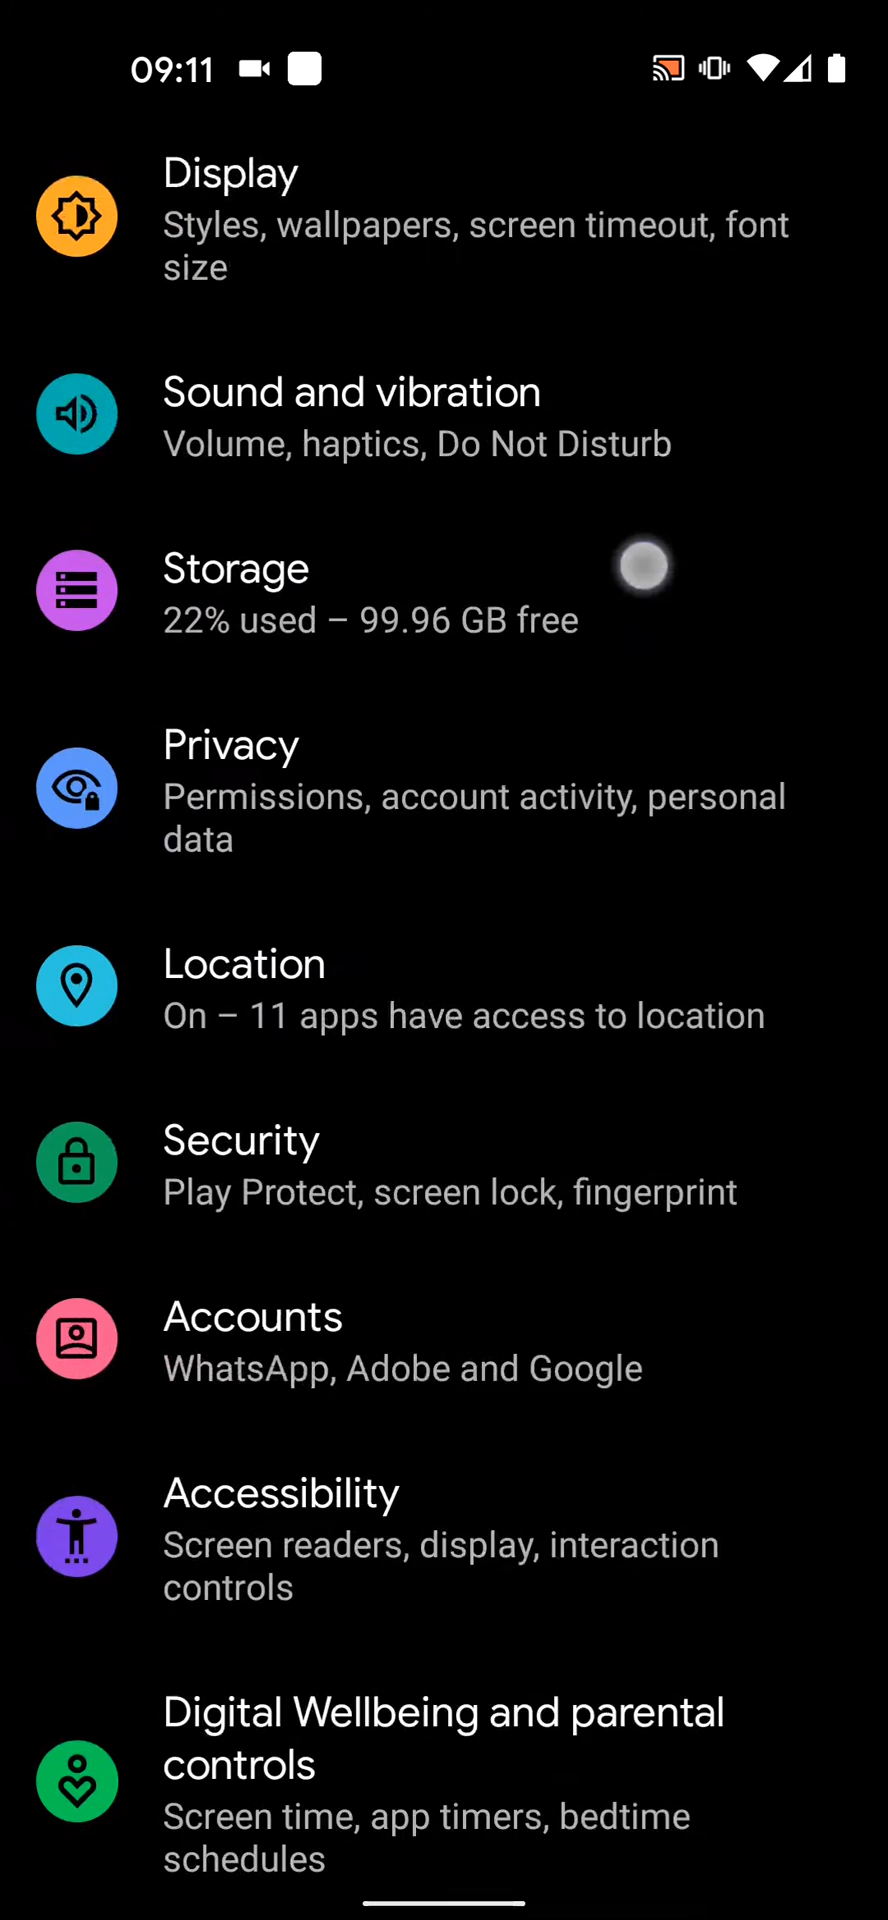 09:11
Display
Styles, wallpapers, screen timeout, font
size
Sound and vibration
Volume, haptics, Do Not Disturb
Storage
22% used – 99.96 GB free
Privacy
Permissions, account activity, personal
data
Location
On – 11 apps have access to location
Security
Play Protect, screen lock, fingerprint
Accounts
WhatsApp, Adobe and Google
Accessibility
Screen readers, display, interaction
controls
Digital Wellbeing and parental
controls
Screen time, app timers, bedtime
schedules